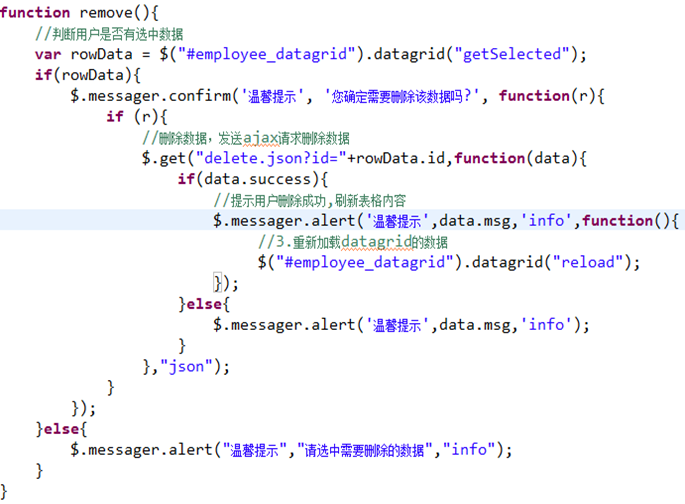 function remove(){
    //判断用户是否有选中数据
    var rowData = $("#employee_datagrid").datagrid("getSelected");
    if(rowData){
        $.messager.confirm('温馨提示', '您确定需要删除该数据吗?', function(r){
            if (r){
                //删除数据，发送ajax请求删除数据
                $.get("delete.json?id="+rowData.id,function(data){
                    if(data.success){
                        //提示用户删除成功,刷新表格内容
                        $.messager.alert('温馨提示',data.msg,'info',function(){
                            //3.重新加载datagrid的数据
                            $("#employee_datagrid").datagrid("reload");
                        });
                    }else{
                        $.messager.alert('温馨提示',data.msg,'info');
                    }
                },"json");
            }
        });
    }else{
        $.messager.alert("温馨提示","请选中需要删除的数据","info");
    }
}